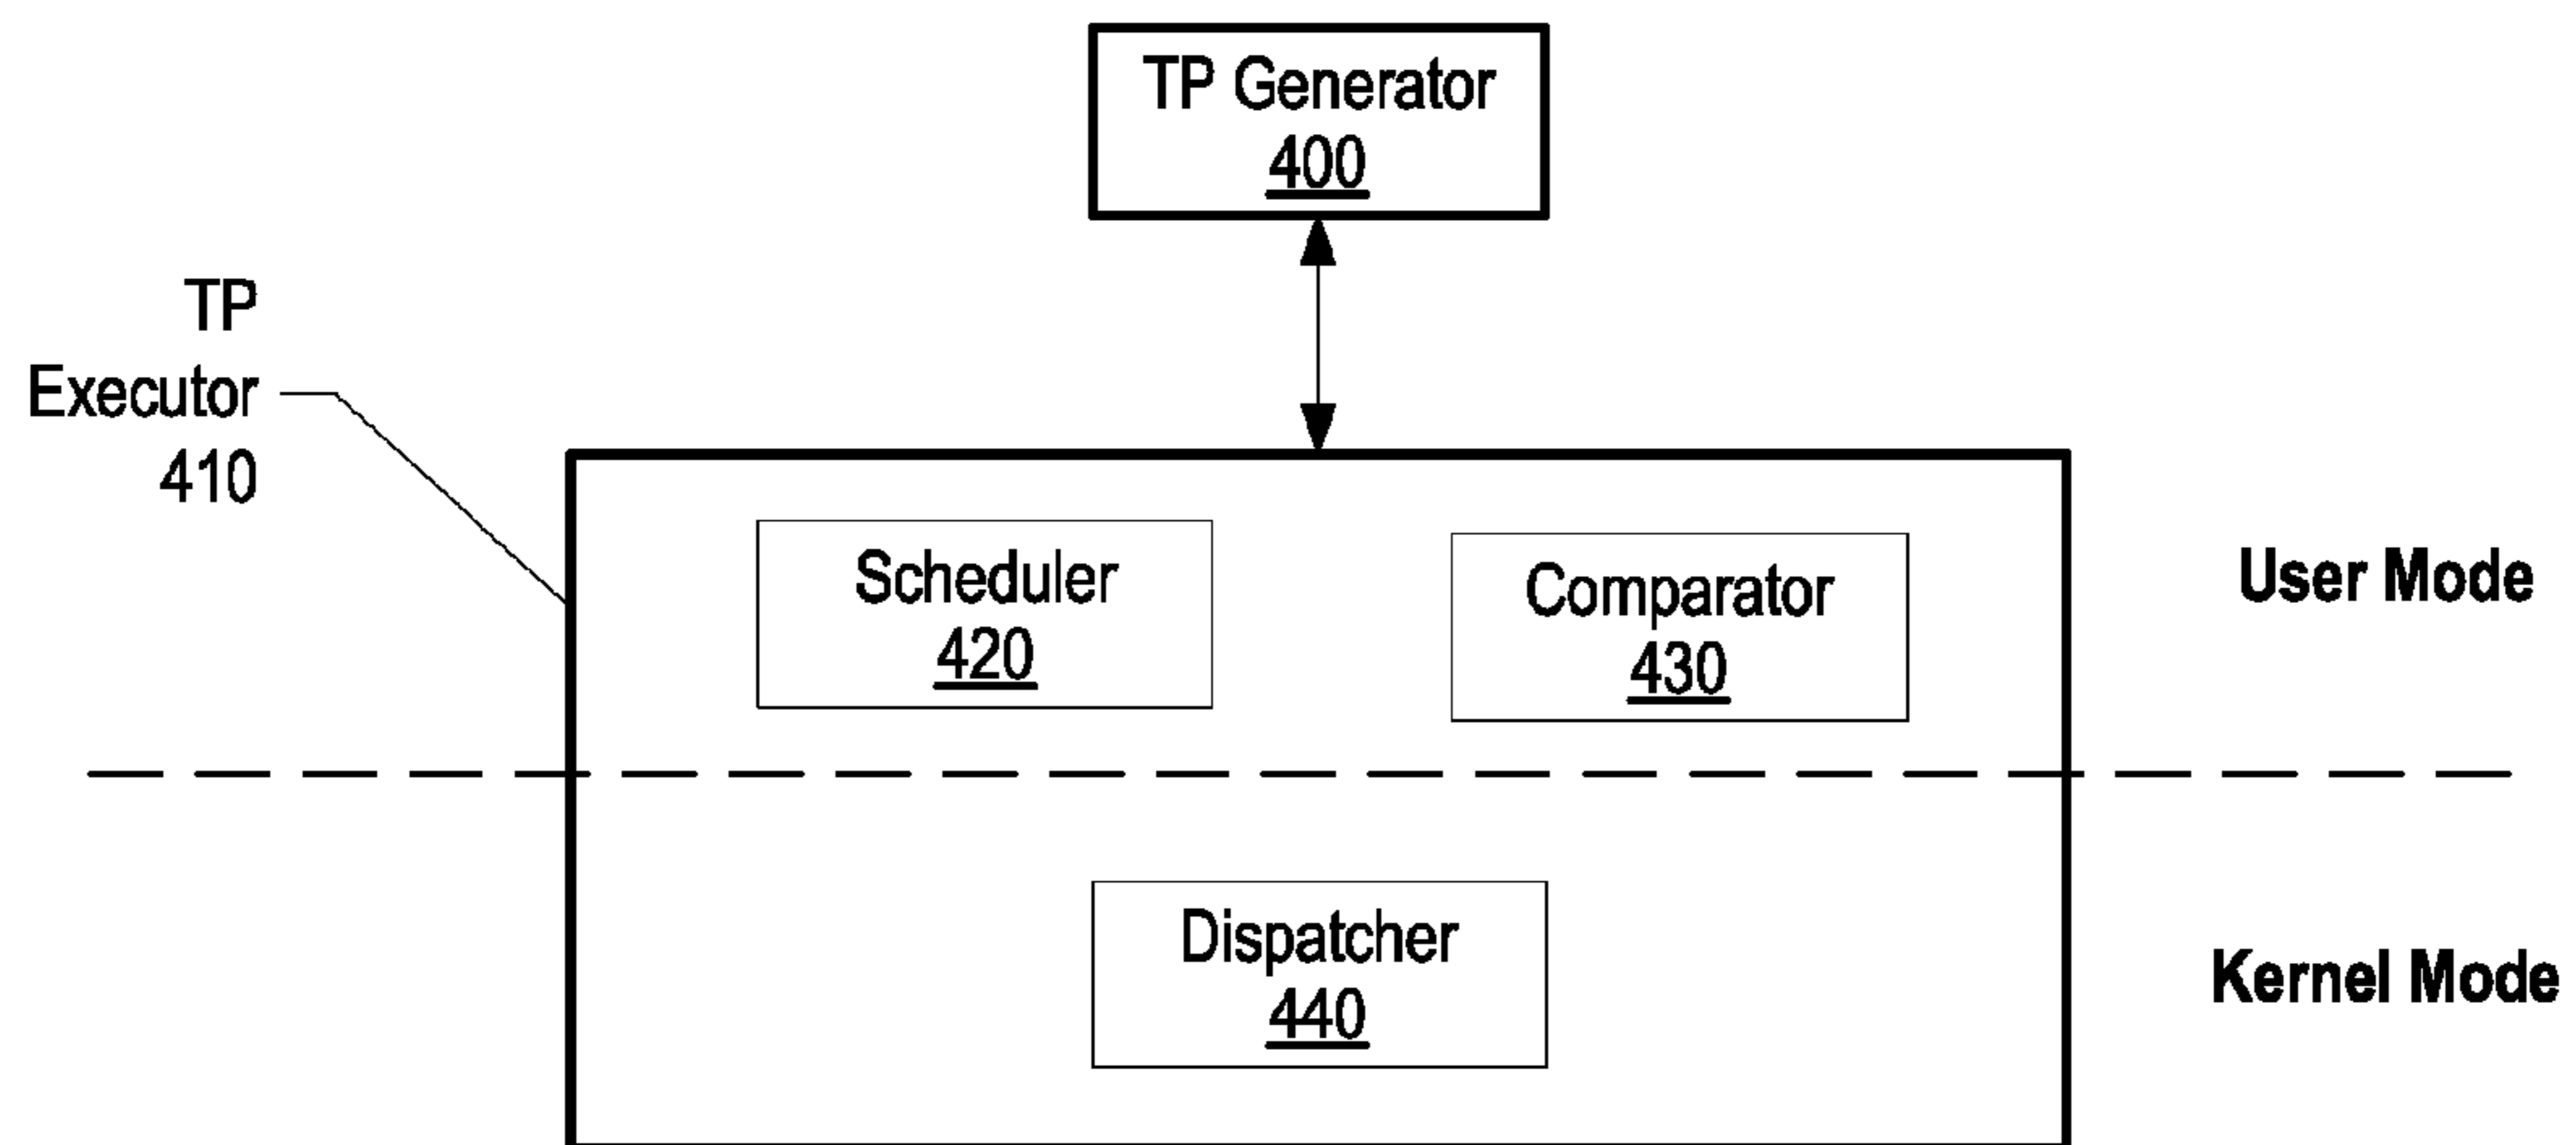 TP Generator
400
TP
Executor
410
Scheduler
420
Comparator
430
User Mode
Dispatcher
440
Kernel Mode